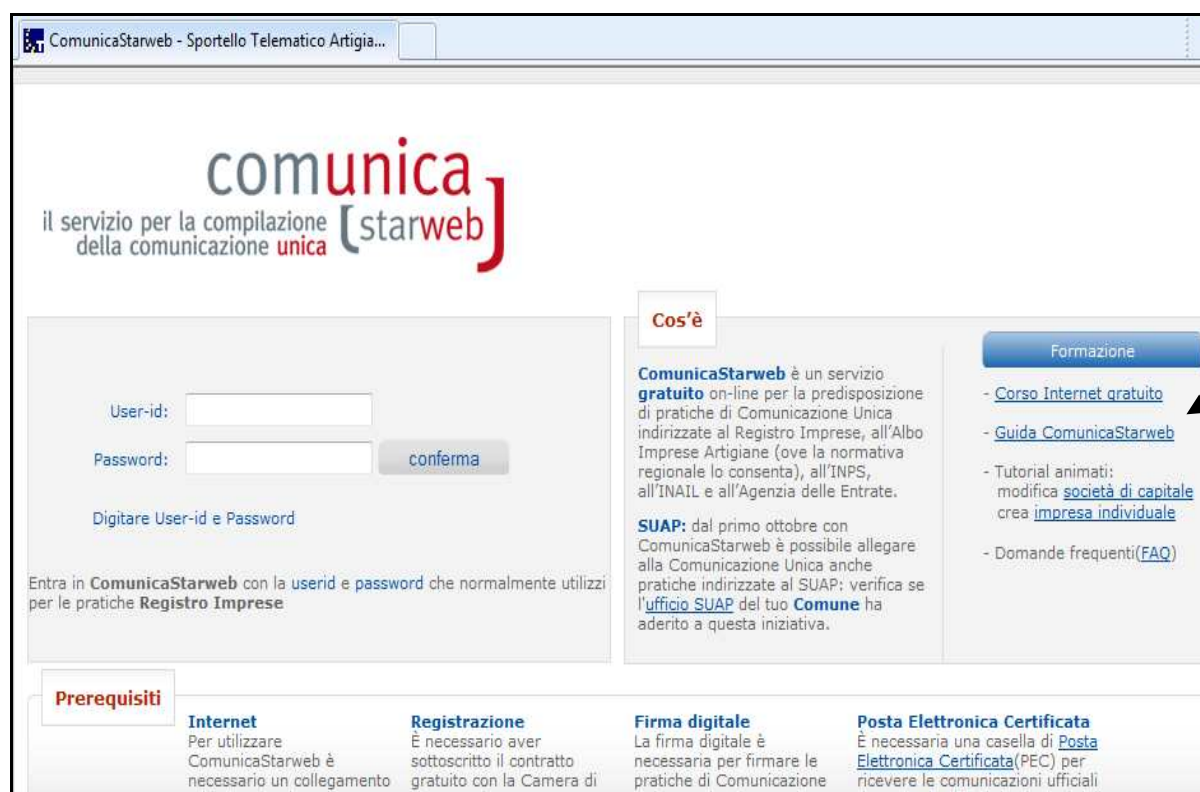 ComunicaStarweb - Sportello Telematico Artigia...
comunica
il servizio per la compilazione
della comunicazione unica
[starweb]
User-id:
Password:
conferma
Digitare User-id e Password
Entra in ComunicaStarweb con la userid e password che normalmente utilizzi
per le pratiche Registro Imprese
Cos'è
ComunicaStarweb è un servizio
gratuito on-line per la predisposizione
di pratiche di Comunicazione Unica
indirizzate al Registro Imprese, all'Albo
Imprese Artigiane (ove la normativa
regionale lo consenta), all'INPS,
all'INAIL e all'Agenzia delle Entrate.
SUAP: dal primo ottobre con
ComunicaStarweb è possibile allegare
alla Comunicazione Unica anche
pratiche indirizzate al SUAP: verifica se
l'ufficio SUAP del tuo Comune ha
aderito a questa iniziativa.
Formazione
- Corso Internet gratuito
- Guida ComunicaStarweb
- Tutorial animati:
modifica società di capitale
crea impresa individuale
- Domande frequenti(FAQ)
Prerequisiti
Internet
Per utilizzare
ComunicaStarweb è
necessario un collegamento
Registrazione
È necessario aver
sottoscritto il contratto
gratuito con la Camera di
Firma digitale
La firma digitale è
necessaria per firmare le
pratiche di Comunicazione
Posta Elettronica Certificata
È necessaria una casella di Posta
Elettronica Certificata(PEC) per
ricevere le comunicazioni ufficiali